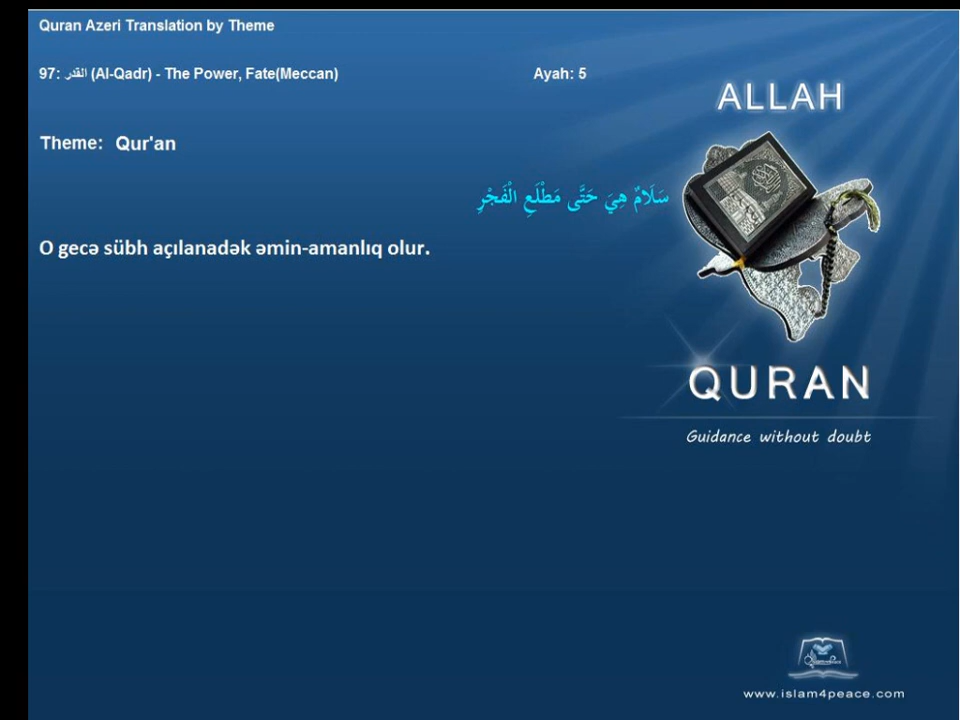 Quran Azeri Translation by Theme
97: القدر (Al-Qadr) - The Power, Fate(Meccan) Ayah: 5
ALLAH
Theme: Qur'an
سَلَامٌ هِيَ حَتَّى مَطْلَعِ الْفَجْرِ
O gecə sübh açılanadək əmin-amanlıq olur.
QURAN
Guidance without doubt
www.islam4peace.com